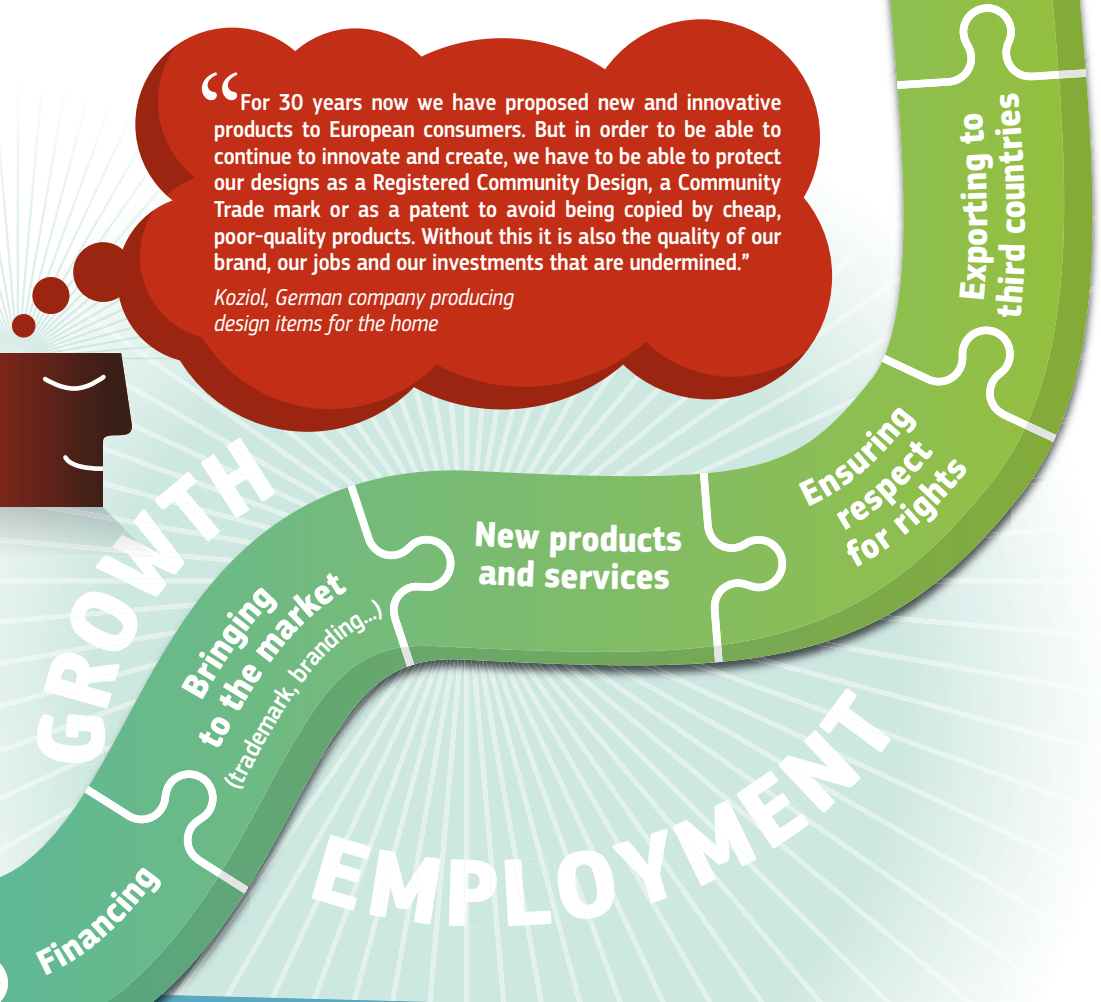 “For 30 years now we have proposed new and innovative
products to European consumers. But in order to be able to
continue to innovate and create, we have to be able to protect
our designs as a Registered Community Design, a Community
Trade mark or as a patent to avoid being copied by cheap,
poor-quality products. Without this it is also the quality of our
brand, our jobs and our investments that are undermined.”
Koziol, German company producing
design items for the home
Exporting to
third countries
Ensuring
respect
for rights
New products
and services
GROWTH
Bringing
to the market
(trademark, branding...)
EMPLOYMENT
Financing